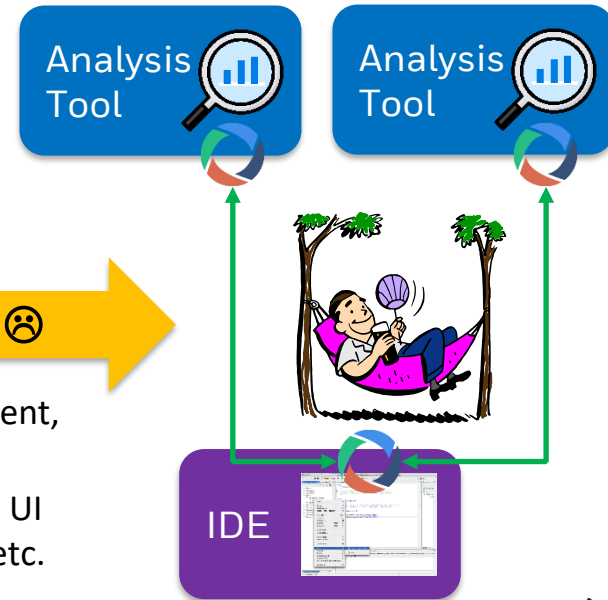 Analysis
Tool
Analysis
Tool
☹
ent,
UI
etc.
IDE